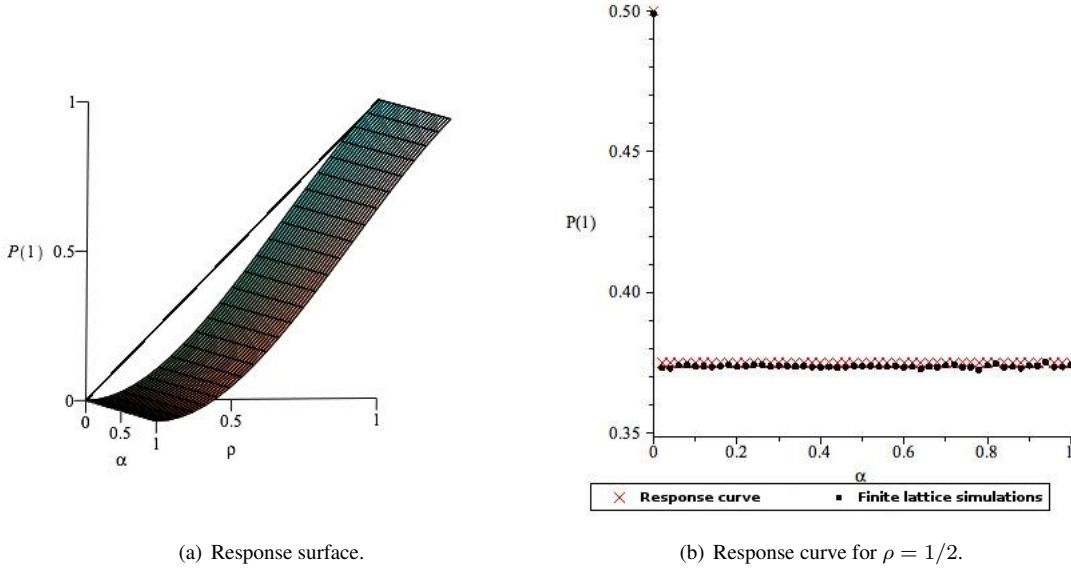 1
P(1) 0.5
0
0
0.5
1
α
0.5
ρ
1
0.50
0.45
P(1)
0.40
0.35
0 0.2 0.4 0.6 0.8 1
α
Response curve Finite lattice simulations
(a) Response surface.
(b) Response curve for ρ = 1/2.